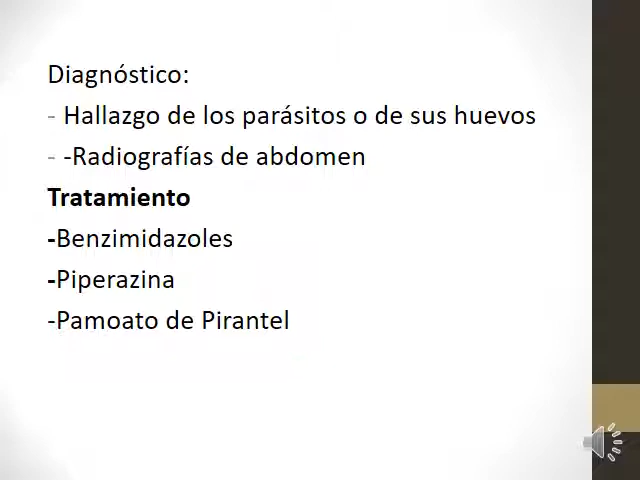 Diagnóstico:
- Hallazgo de los parásitos o de sus huevos
- -Radiografías de abdomen
Tratamiento
-Benzimidazoles
-Piperazina
-Pamoato de Pirantel